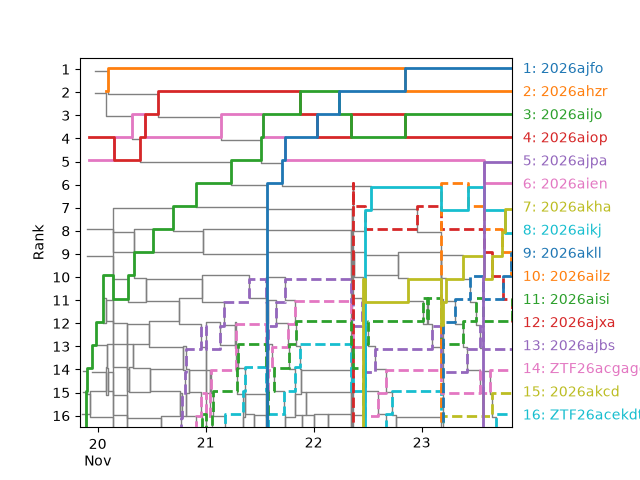 1
2
3
4
5
6
7
8
9
10
11
12
13
14
15
16
Rank
20
21
22
23
Nov
1: 2026ajfo
2: 2026ahzr
3: 2026aijo
4: 2026aiop
5: 2026ajpa
6: 2026aien
7: 2026akha
8: 2026aikj
9: 2026akll
10: 2026ailz
11: 2026aisi
12: 2026ajxa
13: 2026ajbs
14: ZTF26acgag
15: 2026akcd
16: ZTF26acekdf